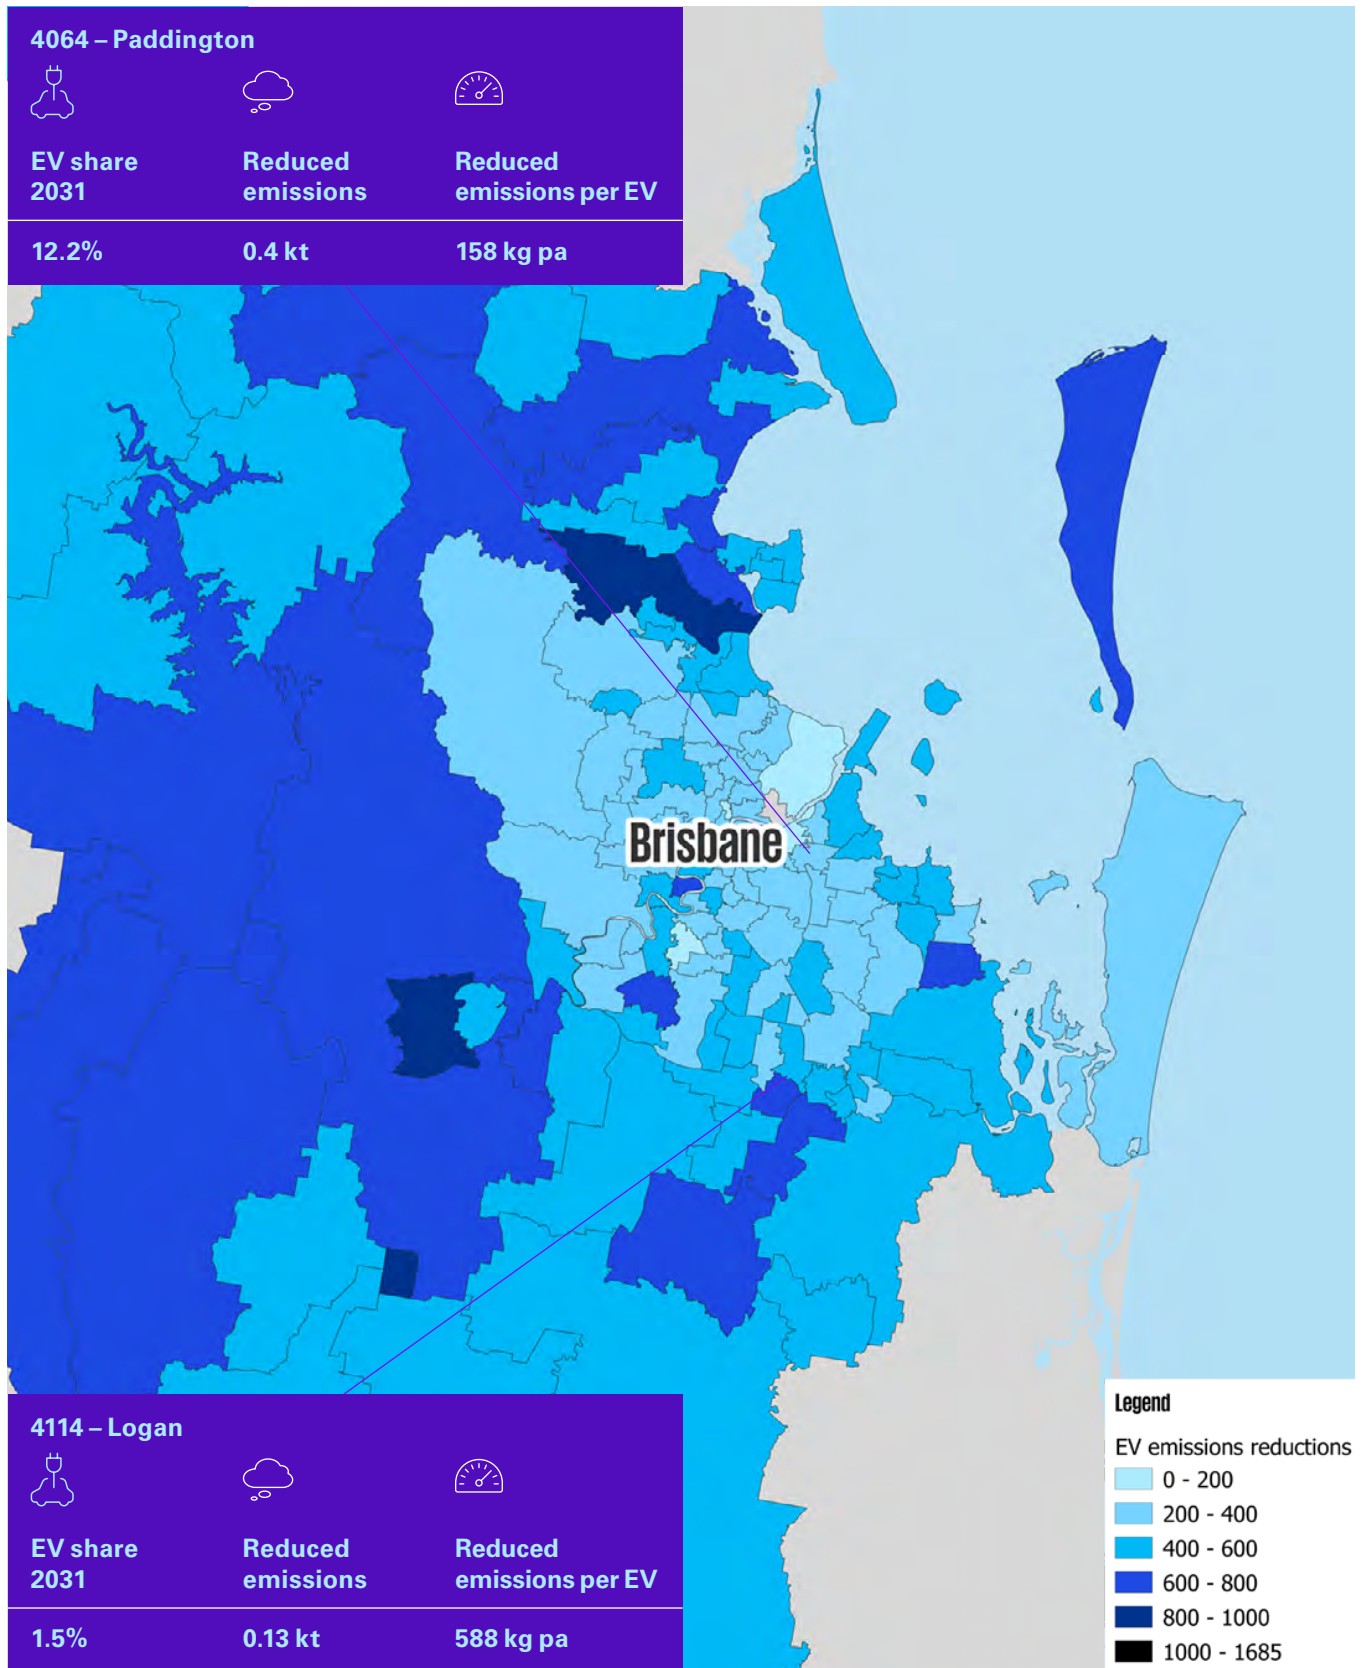 4064 – Paddington
EV share
2031
Reduced
emissions
Reduced
emissions per EV
12.2%
0.4 kt
158 kg pa
Brisbane
4114 – Logan
EV share
2031
Reduced
emissions
Reduced
emissions per EV
1.5%
0.13 kt
588 kg pa
Legend
EV emissions reductions
0 - 200
200 - 400
400 - 600
600 - 800
800 - 1000
1000 - 1685